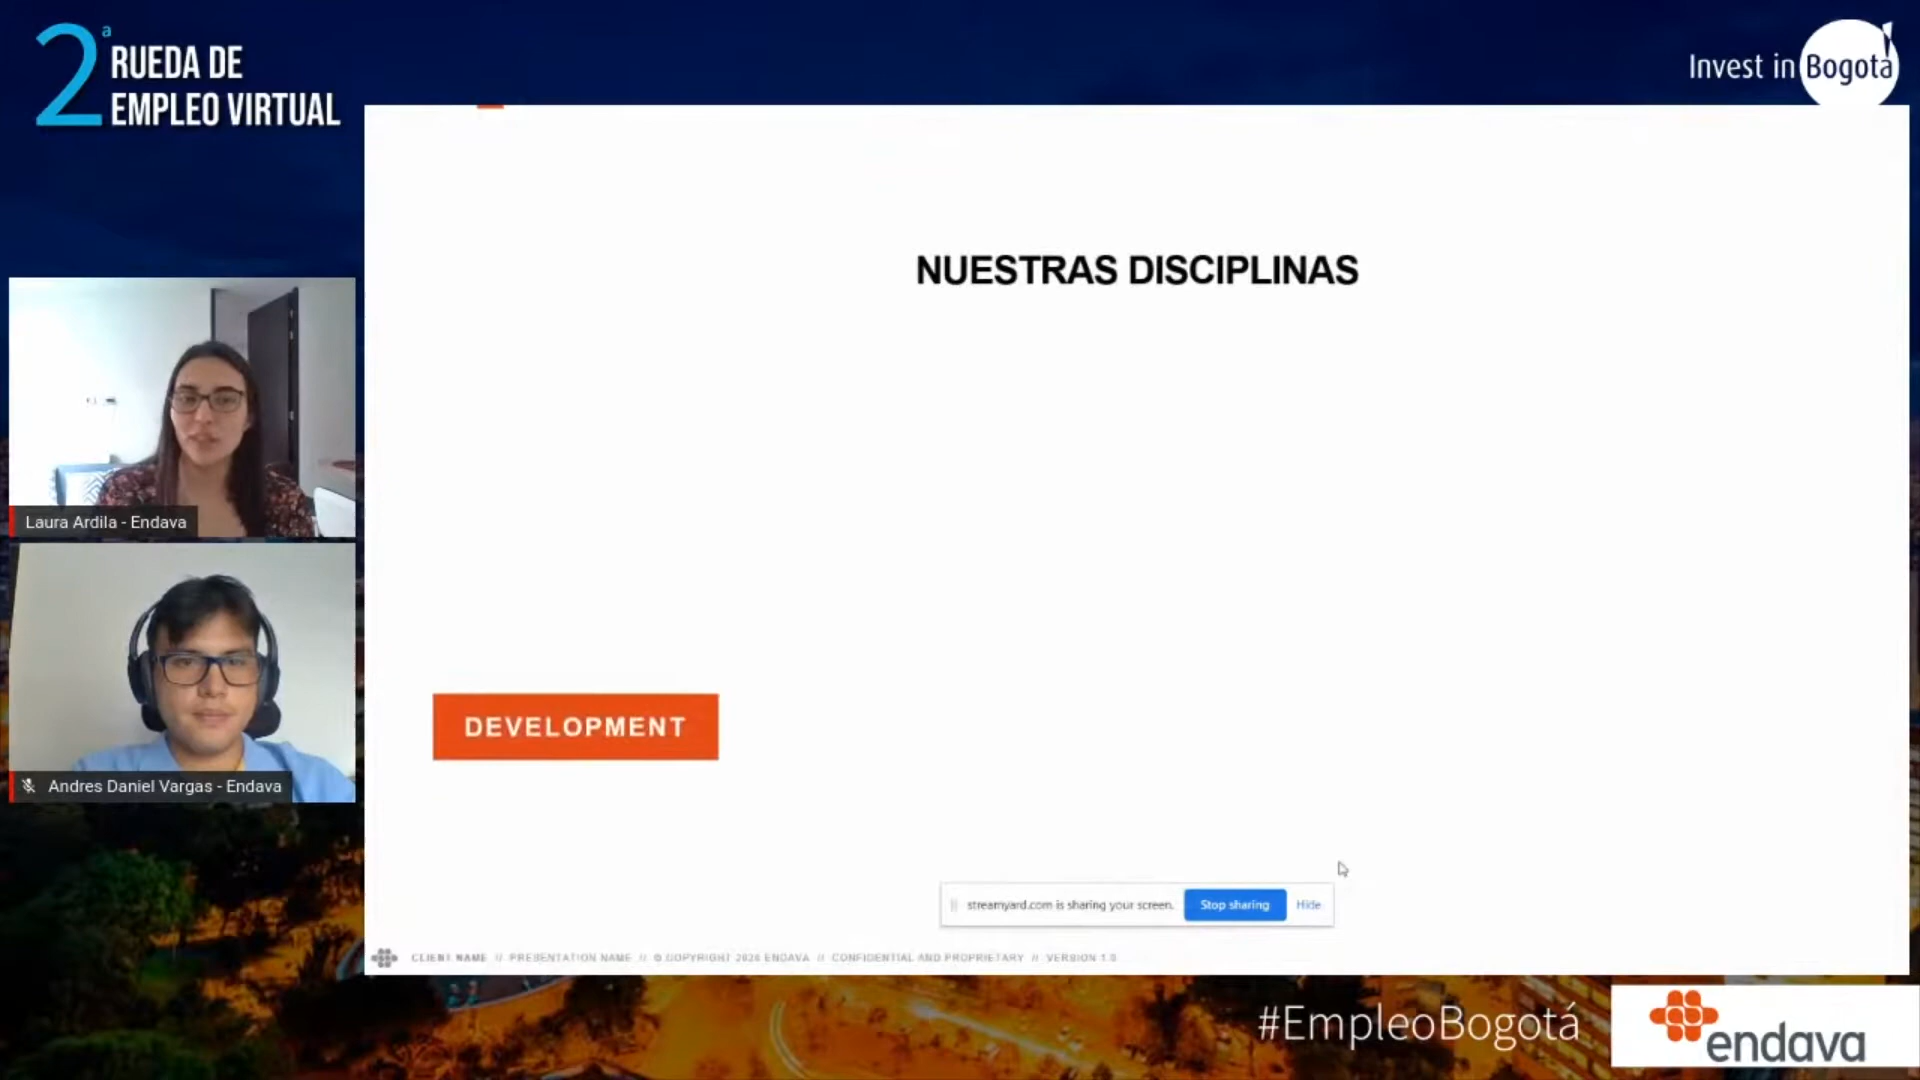 2ª RUEDA DE
EMPLEO VIRTUAL
Invest in Bogotá
NUESTRAS DISCIPLINAS
Laura Ardila - Endava
DEVELOPMENT
Andres Daniel Vargas - Endava
streamyard.com is sharing your screen. Stop sharing Hide
CLIENT NAME // PRESENTATION NAME // © COPYRIGHT 2020 ENDAVA // CONFIDENTIAL AND PROPRIETARY // VERSION 1.0
#EmpleoBogotá
endava